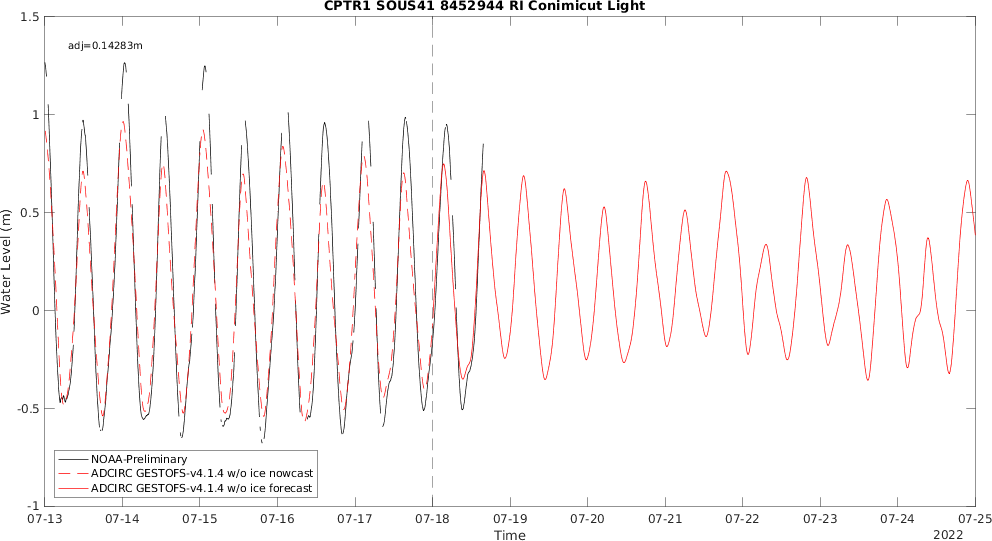 CPTR1 SOUS41 8452944 RI Conimicut Light
adj=0.14283m
1.5
1
0.5
0
-0.5
-1
Water Level (m)
NOAA-Preliminary
ADCIRC GESTOFS-v4.1.4 w/o ice nowcast
ADCIRC GESTOFS-v4.1.4 w/o ice forecast
07-13 07-14 07-15 07-16 07-17 07-18 07-19 07-20 07-21 07-22 07-23 07-24 07-25
Time
2022